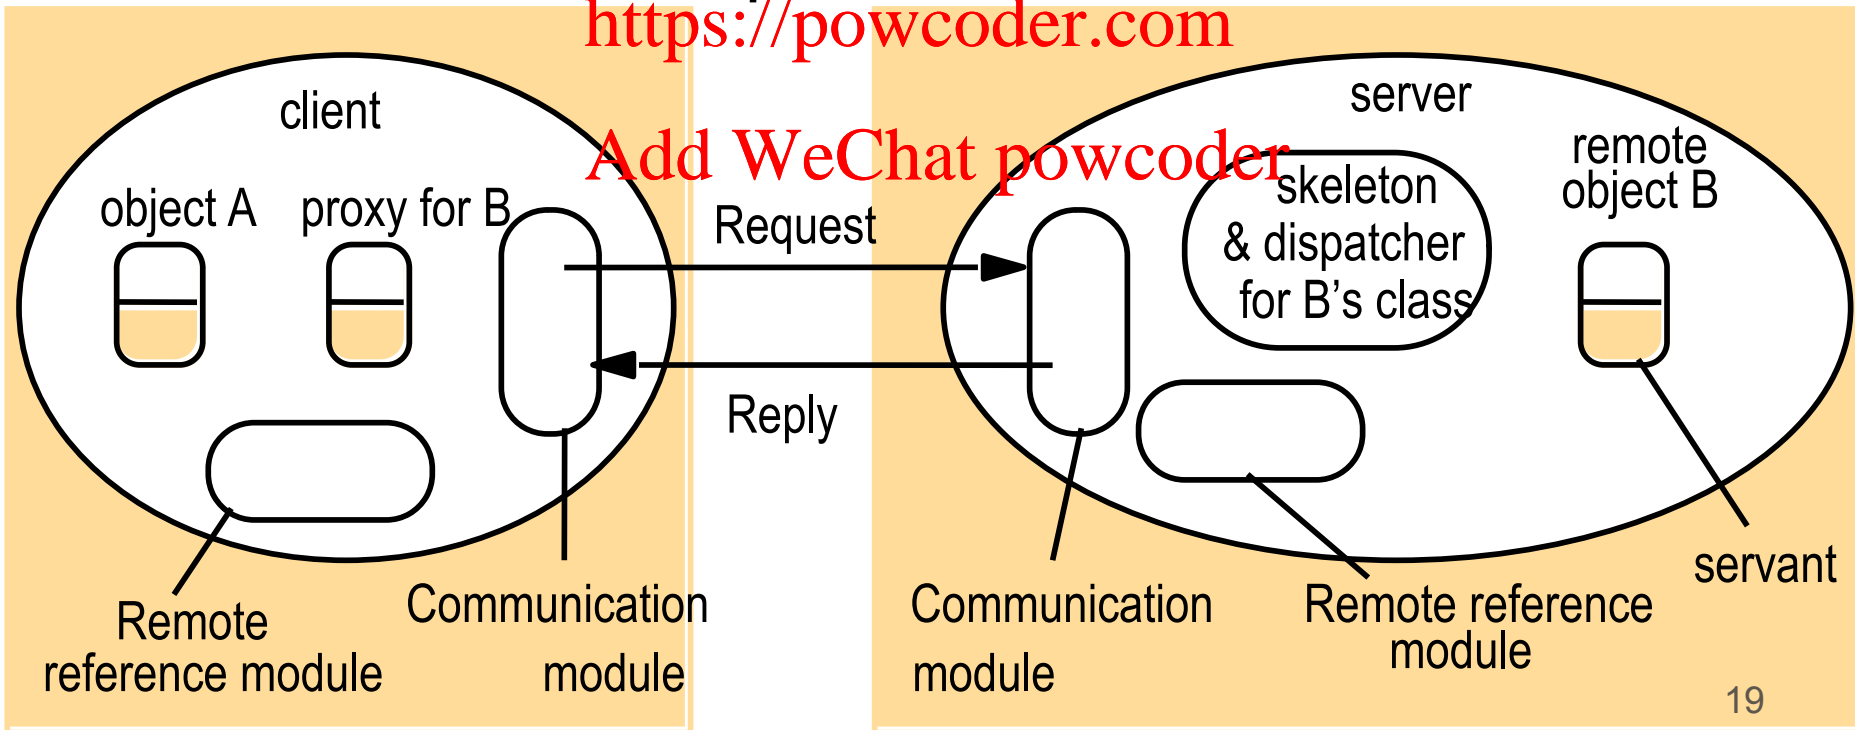 https://powcoder.com
client
server
Add WeChat powcoder
remote
object B
object A
proxy for B
skeleton
& dispatcher
for B's class
Request
Reply
servant
Remote
reference module
Communication
module
Communication
module
Remote reference
module
19